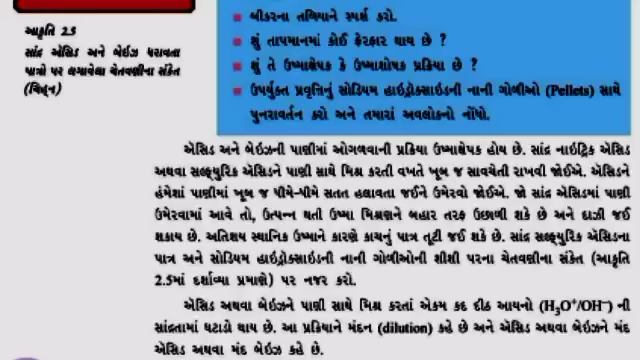 બીકરના તળિયાને સ્પર્શ કરો.
શું તાપમાનમાં કોઈ ફેરફાર થાય છે ?
શું તે ઉષ્માક્ષેપક કે ઉષ્માશોષક પ્રક્રિયા છે ?
ઉપર્યુક્ત પ્રવૃત્તિનું સોડિયમ હાઇડ્રૉક્સાઇડની નાની ગોળીઓ (Pellets) સાથે
પુનરાવર્તન કરો અને તમારાં અવલોકનો નોંધો.
આકૃતિ 2.5
સાંદ્ર ઍસિડ અને બેઇઝ ધરાવતા
પાત્રો પર લગાવેલા ચેતવણીના સંકેત
(ચિહ્ન)
ઍસિડ અને બેઇઝની પાણીમાં ઓગળવાની પ્રક્રિયા ઉષ્માક્ષેપક હોય છે. સાંદ્ર નાઇટ્રિક ઍસિડ
અથવા સલ્ફ્યુરિક ઍસિડને પાણી સાથે મિશ્ર કરતી વખતે ખૂબ જ સાવચેતી રાખવી જોઈએ. ઍસિડને
હંમેશાં પાણીમાં ખૂબ જ ધીમે-ધીમે સતત હલાવતા જઈને ઉમેરવો જોઈએ. જો સાંદ્ર ઍસિડમાં પાણી
ઉમેરવામાં આવે તો, ઉત્પન્ન થતી ઉષ્મા મિશ્રણને બહાર તરફ ઉછાળી શકે છે અને દાઝી જઈ
શકાય છે. અતિશય સ્થાનિક ઉષ્માને કારણે કાચનું પાત્ર તૂટી જઈ શકે છે. સાંદ્ર સલ્ફ્યુરિક ઍસિડના
પાત્ર અને સોડિયમ હાઇડ્રૉક્સાઇડની નાની ગોળીઓની શીશી પરના ચેતવણીના સંકેત (આકૃતિ
2.5માં દર્શાવ્યા પ્રમાણે) પર નજર કરો.
ઍસિડ અથવા બેઇઝને પાણી સાથે મિશ્ર કરતાં એકમ કદ દીઠ આયનો (H₃O⁺/OH⁻) ની
સાંદ્રતામાં ઘટાડો થાય છે. આ પ્રક્રિયાને મંદન (dilution) કહે છે અને ઍસિડ અથવા બેઇઝને મંદ
ઍસિડ અથવા મંદ બેઇઝ કહે છે.